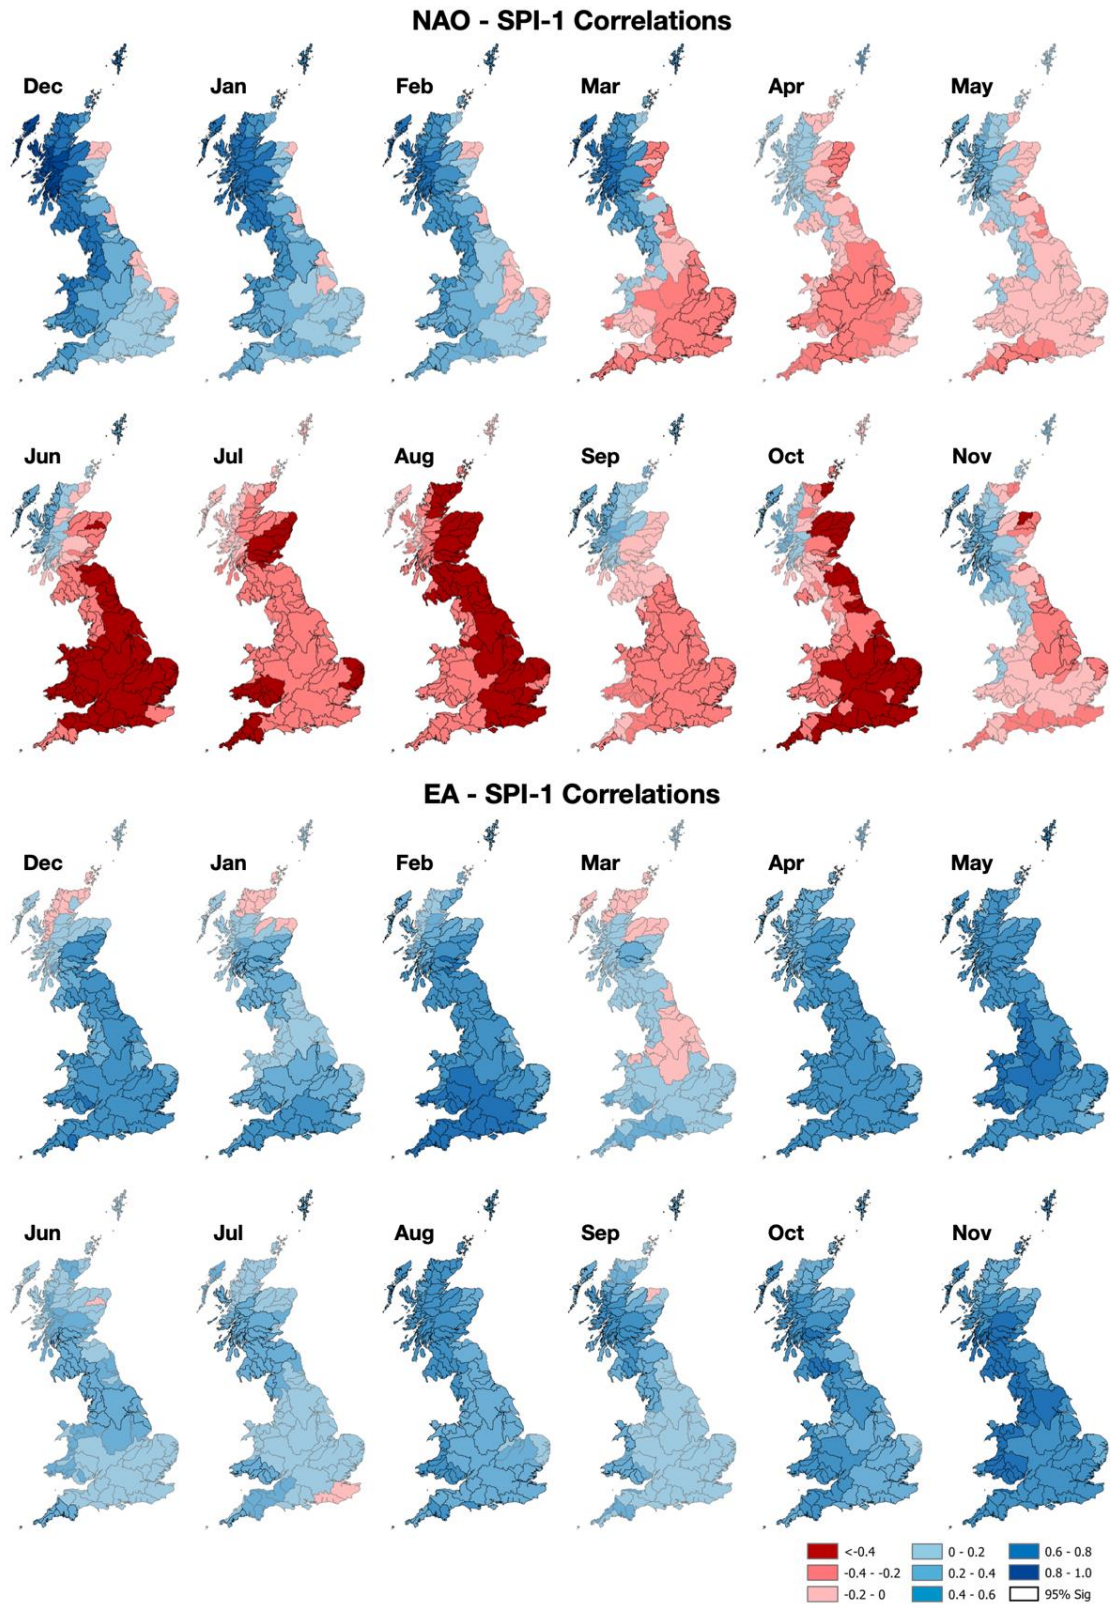 NAO - SPI-1 Correlations
Dec Jan Feb Mar Apr May
Jun Jul Aug Sep Oct Nov
EA - SPI-1 Correlations
Dec Jan Feb Mar Apr May
Jun Jul Aug Sep Oct Nov
<-0.4 0 - 0.2 0.6 - 0.8
-0.4 - -0.2 0.2 - 0.4 0.8 - 1.0
-0.2 - 0 0.4 - 0.6 95% Sig